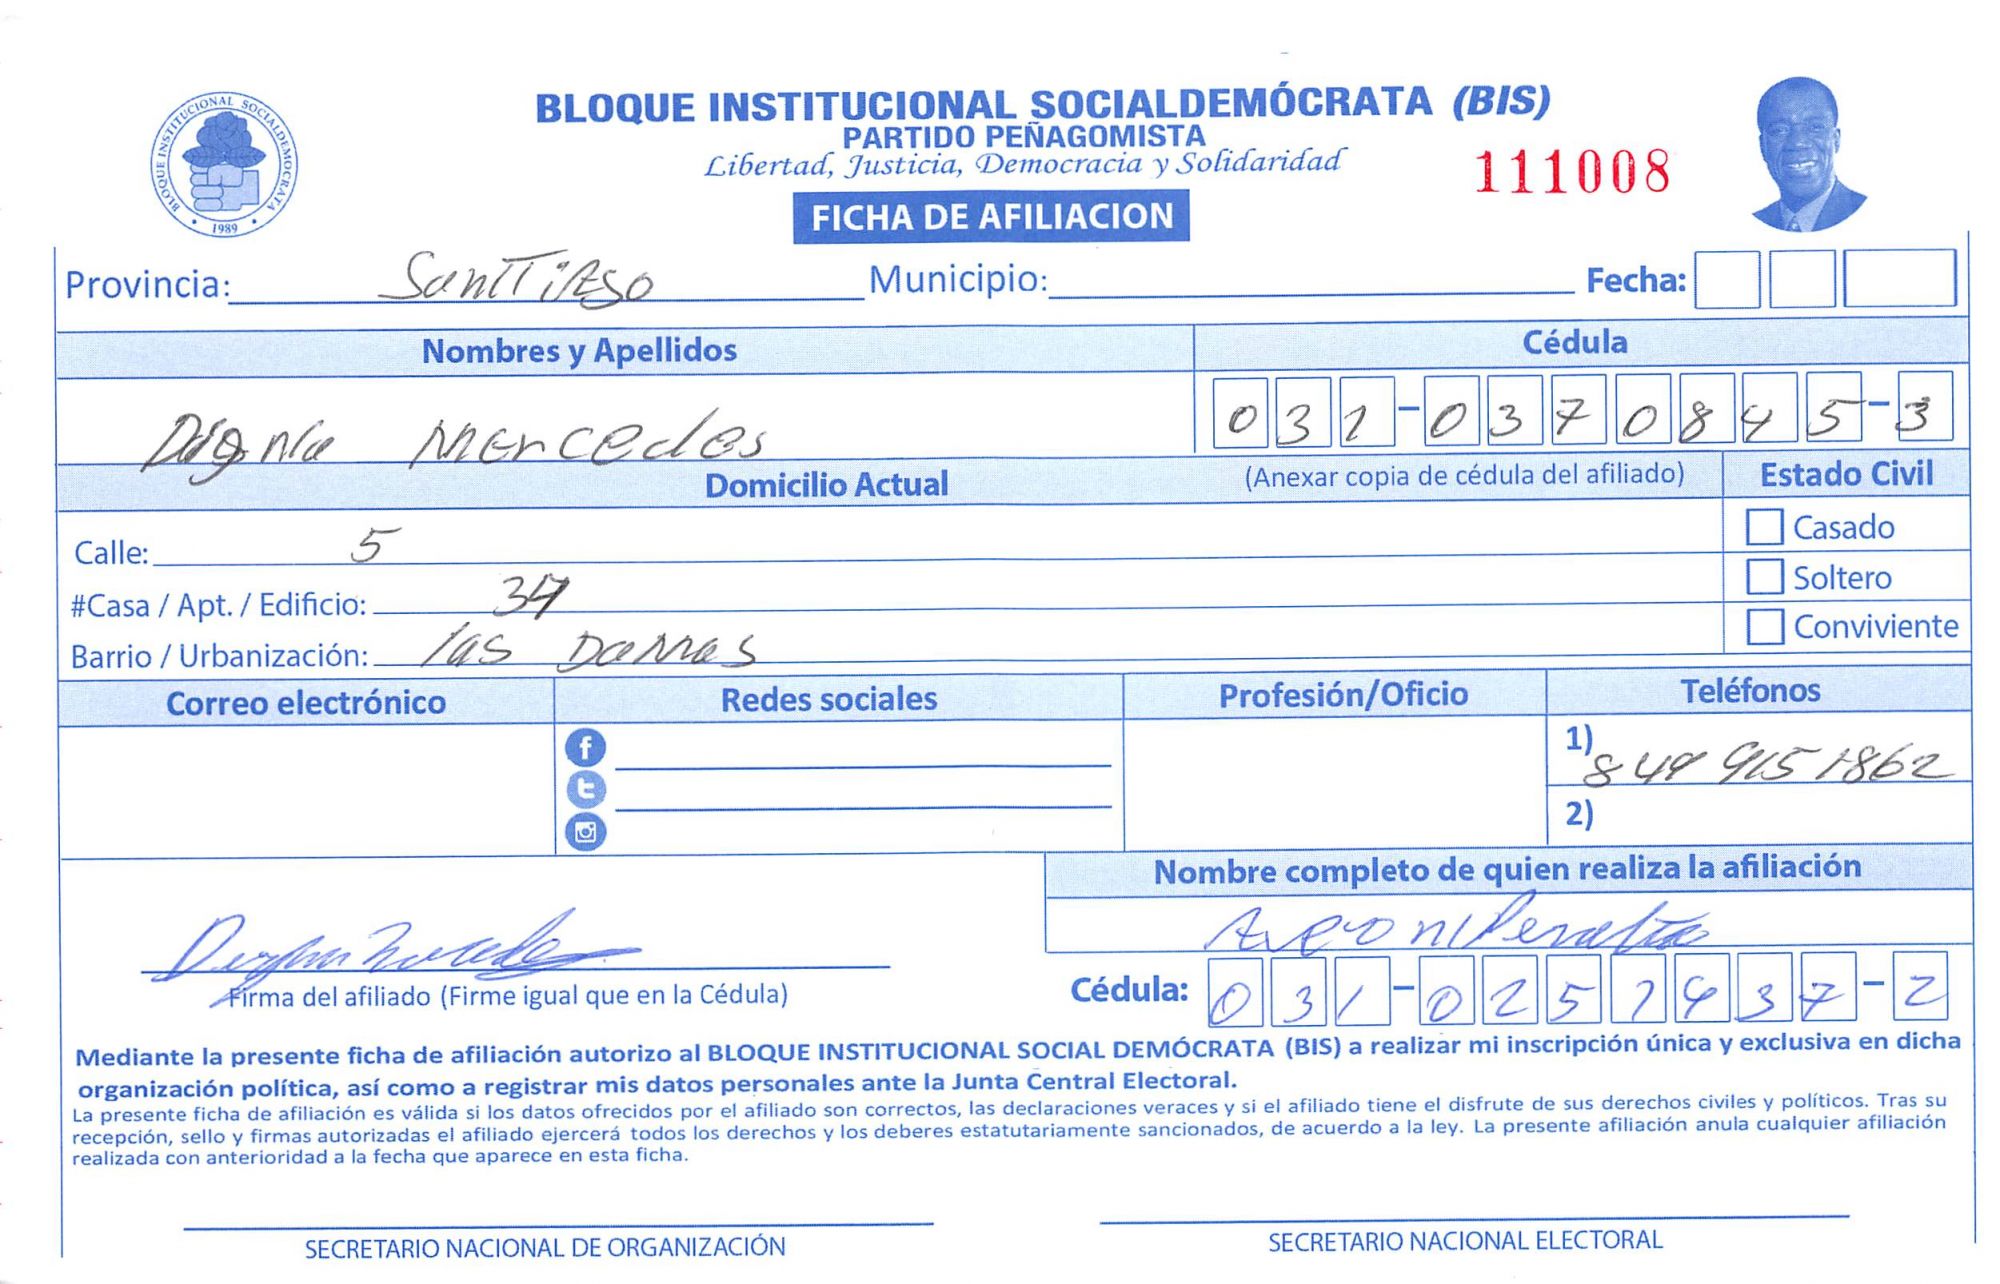 BLOQUE INSTITUCIONAL SOCIALDEMOCRATA
1989
BLOQUE INSTITUCIONAL SOCIALDEMÓCRATA (BIS)
PARTIDO PEÑAGOMISTA
Libertad, Justicia, Democracia y Solidaridad
111008
FICHA DE AFILIACION
Provincia: SanTTiAgo Municipio: Fecha:
Nombres y Apellidos Cédula
Digna Mercedes 031-0370845-3
Domicilio Actual (Anexar copia de cédula del afiliado) Estado Civil
Calle: 5 Casado
#Casa / Apt. / Edificio: 37 Soltero
Barrio / Urbanización: las Damas Conviviente
Correo electrónico Redes sociales Profesión/Oficio Teléfonos
1) 849 915 1862
2)
Nombre completo de quien realiza la afiliación
Peralta
Firma del afiliado (Firme igual que en la Cédula) Cédula: 031-0257437-2
Mediante la presente ficha de afiliación autorizo al BLOQUE INSTITUCIONAL SOCIAL DEMÓCRATA (BIS) a realizar mi inscripción única y exclusiva en dicha
organización política, así como a registrar mis datos personales ante la Junta Central Electoral.
La presente ficha de afiliación es válida si los datos ofrecidos por el afiliado son correctos, las declaraciones veraces y si el afiliado tiene el disfrute de sus derechos civiles y políticos. Tras su
recepción, sello y firmas autorizadas el afiliado ejercerá todos los derechos y los deberes estatutariamente sancionados, de acuerdo a la ley. La presente afiliación anula cualquier afiliación
realizada con anterioridad a la fecha que aparece en esta ficha.
SECRETARIO NACIONAL DE ORGANIZACIÓN SECRETARIO NACIONAL ELECTORAL